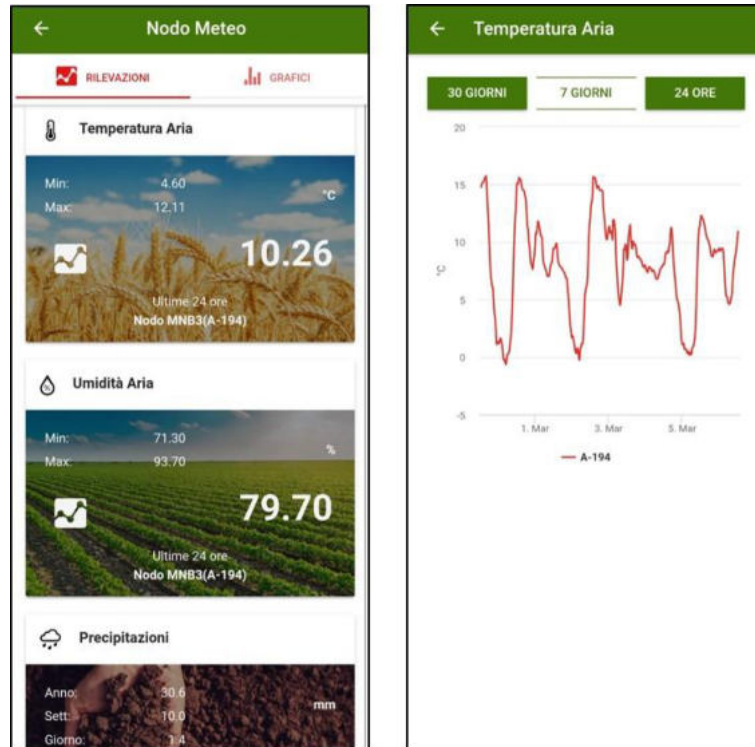 Nodo Meteo
RILEVAZIONI
GRAFICI
Temperatura Aria
Min: 4.60
°C
Max: 12.11
10.26
Ultime 24 ore
Nodo MNB3(A-194)
Umidità Aria
Min: 71.30
%
Max: 93.70
79.70
Ultime 24 ore
Nodo MNB3(A-194)
Precipitazioni
Anno: 30.6
mm
Sett: 10.0
Giorno: 1.4
Temperatura Aria
30 GIORNI 7 GIORNI 24 ORE
20
15
10
°C
5
0
-5
1. Mar 3. Mar 5. Mar
A-194